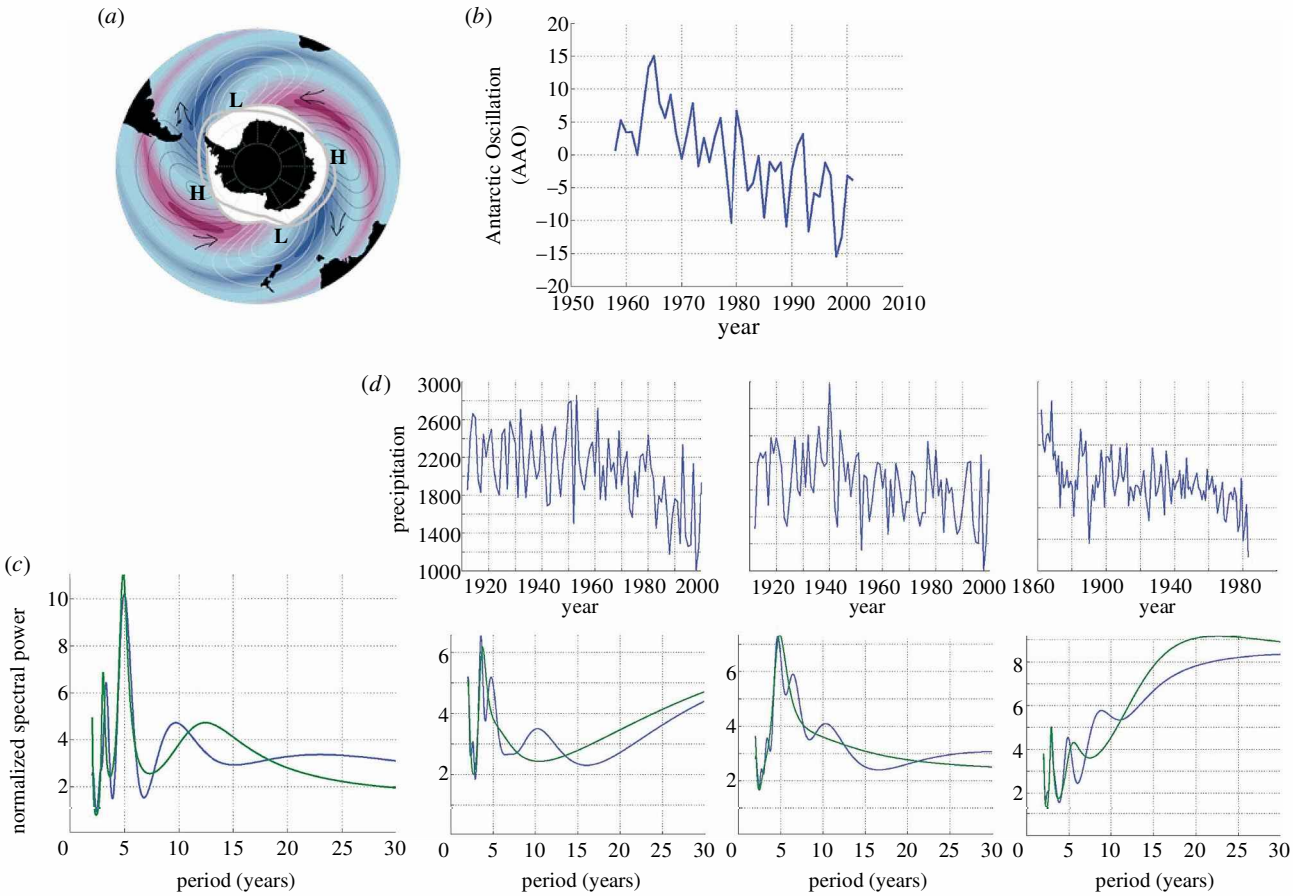 (a)
L
H
H
L
(b)
Antarctic Oscillation
(AAO)
20
15
10
5
0
−5
−10
−15
−20
1950 1960 1970 1980 1990 2000 2010
year
(d)
precipitation
3000
2600
2200
1800
1400
1000
1920 1940 1960 1980 2000
year
1920 1940 1960 1980 2000
year
1860 1900 1940 1980
year
(c)
normalized spectral power
10
8
6
4
2
0 5 10 15 20 25 30
period (years)
6
4
2
0 5 10 15 20 25 30
period (years)
7
6
5
4
3
2
1
0 5 10 15 20 25 30
period (years)
8
6
4
2
0 5 10 15 20 25 30
period (years)